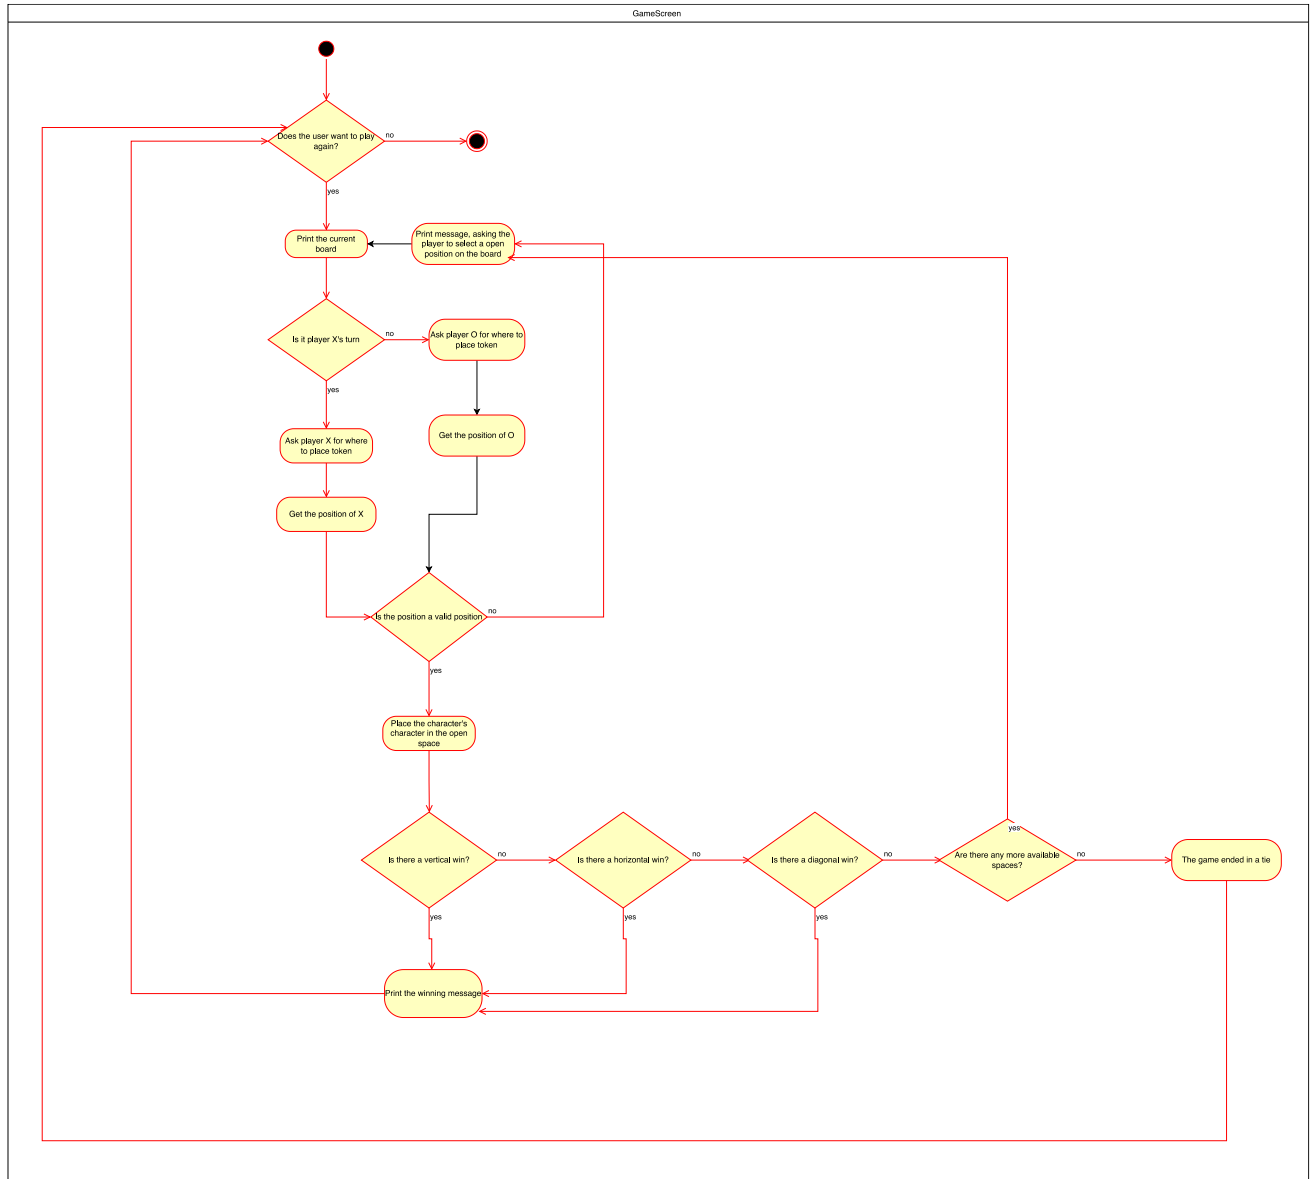 GameScreen
Does the user want to play
again?
no
yes
Print the current
board
Print message, asking the
player to select a open
position on the board
Is it player X's turn
no
Ask player O for where to
place token
yes
Ask player X for where
to place token
Get the position of O
Get the position of X
Is the position a valid position
no
yes
Place the character's
character in the open
space
Is there a vertical win?
no
Is there a horizontal win?
no
Is there a diagonal win?
no
yes
Are there any more available
spaces?
no
The game ended in a tie
yes
yes
yes
Print the winning message